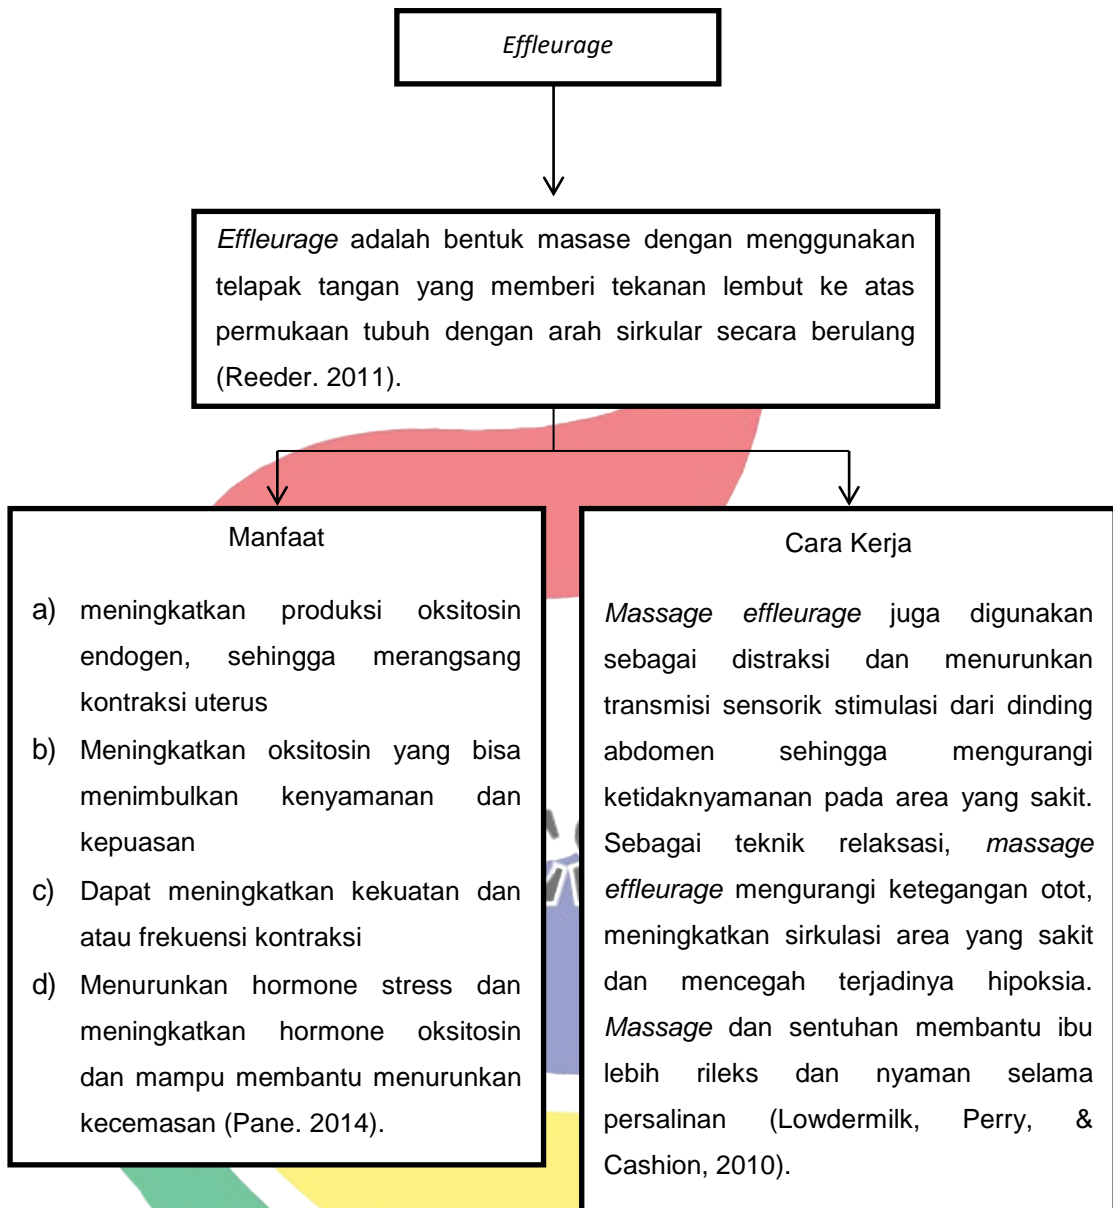 Effleurage
Effleurage adalah bentuk masase dengan menggunakan
telapak tangan yang memberi tekanan lembut ke atas
permukaan tubuh dengan arah sirkular secara berulang
(Reeder. 2011).
Manfaat
a) meningkatkan produksi oksitosin
endogen, sehingga merangsang
kontraksi uterus
b) Meningkatkan oksitosin yang bisa
menimbulkan kenyamanan dan
kepuasan
c) Dapat meningkatkan kekuatan dan
atau frekuensi kontraksi
d) Menurunkan hormone stress dan
meningkatkan hormone oksitosin
dan mampu membantu menurunkan
kecemasan (Pane. 2014).
Cara Kerja
Massage effleurage juga digunakan
sebagai distraksi dan menurunkan
transmisi sensorik stimulasi dari dinding
abdomen sehingga mengurangi
ketidaknyamanan pada area yang sakit.
Sebagai teknik relaksasi, massage
effleurage mengurangi ketegangan otot,
meningkatkan sirkulasi area yang sakit
dan mencegah terjadinya hipoksia.
Massage dan sentuhan membantu ibu
lebih rileks dan nyaman selama
persalinan (Lowdermilk, Perry, &
Cashion, 2010).